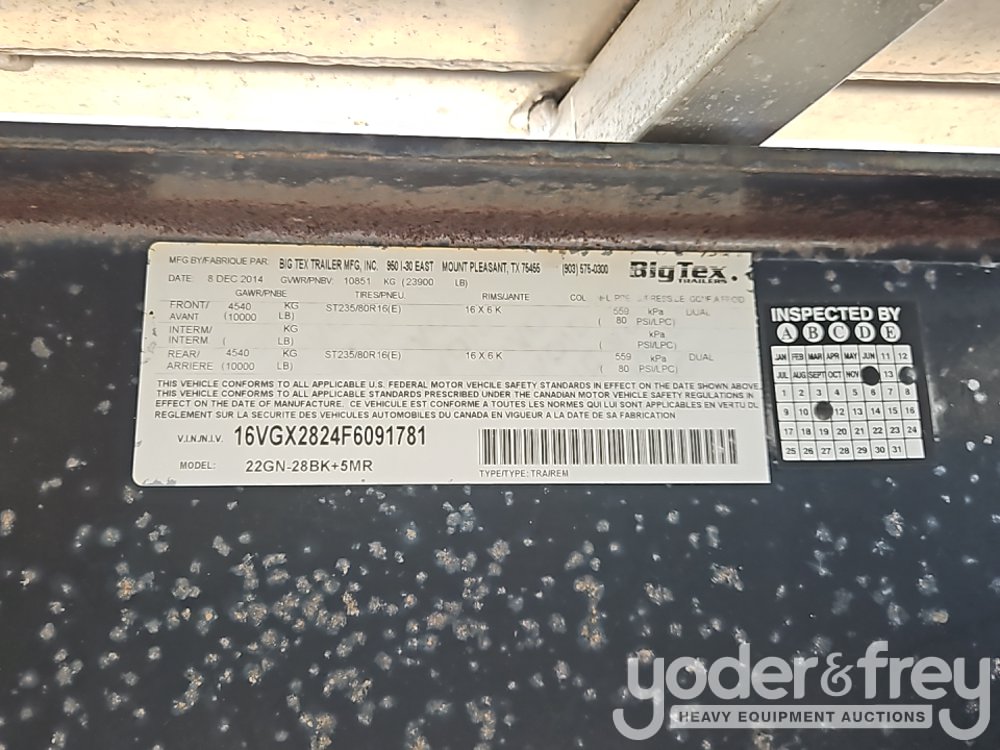 MFG BY/FABRIQUE PAR: BIG TEX TRAILER MFG, INC. 950 I-30 EAST MOUNT PLEASANT, TX 75455 (903) 575-0300 BigTex
TRAILERS
DATE: 8 DEC 2014 GVWR/PNBV: 10851 KG (23900 LB)
GAWR/PNBE TIRES/PNEU RIMS/JANTE COL
FRONT/ 4540 KG ST235/80R16(E) 16 X 6 K 559 kPa DUAL
AVANT (10000 LB) ( 80 PSI/LPC)
INTERM/ KG kPa
INTERM ( LB) ( PSI/LPC)
REAR/ 4540 KG ST235/80R16(E) 16 X 6 K 559 kPa DUAL
ARRIERE (10000 LB) ( 80 PSI/LPC)
THIS VEHICLE CONFORMS TO ALL APPLICABLE U.S. FEDERAL MOTOR VEHCILE SAFETY STANDARDS IN EFFECT ON THE DATE SHOWN ABOVE.
THIS VEHICLE CONFORMS TO ALL APPLICABLE STANDARDS PRESCRIBED UNDER THE CANADIAN MOTOR VEHICLE SAFETY REGULATIONS IN
EFFECT ON THE DATE OF MANUFACTURE. CE VEHICULE EST CONFORME A TOUTES LES NORMES QUI LUI SONT APPLICABLES EN VERTU DU
REGLEMENT SUR LA SECURITE DES VEHICULES AUTOMOBILES DU CANADA EN VIGUEUR A LA DATE DE SA FABRICATION
V.I.N./N.I.V. 16VGX2824F6091781
MODEL: 22GN-28BK+5MR TYPE/TYPE: TRA/REM
INSPECTED BY
A B C D E
JAN FEB MAR APR MAY JUN 11 12
JUL AUG SEPT OCT NOV 13
1 2 3 4 5 6 7 8
9 10 12 13 14 15 16
17 18 19 20 21 22 23 24
25 26 27 28 29 30 31
yoder&frey
HEAVY EQUIPMENT AUCTIONS